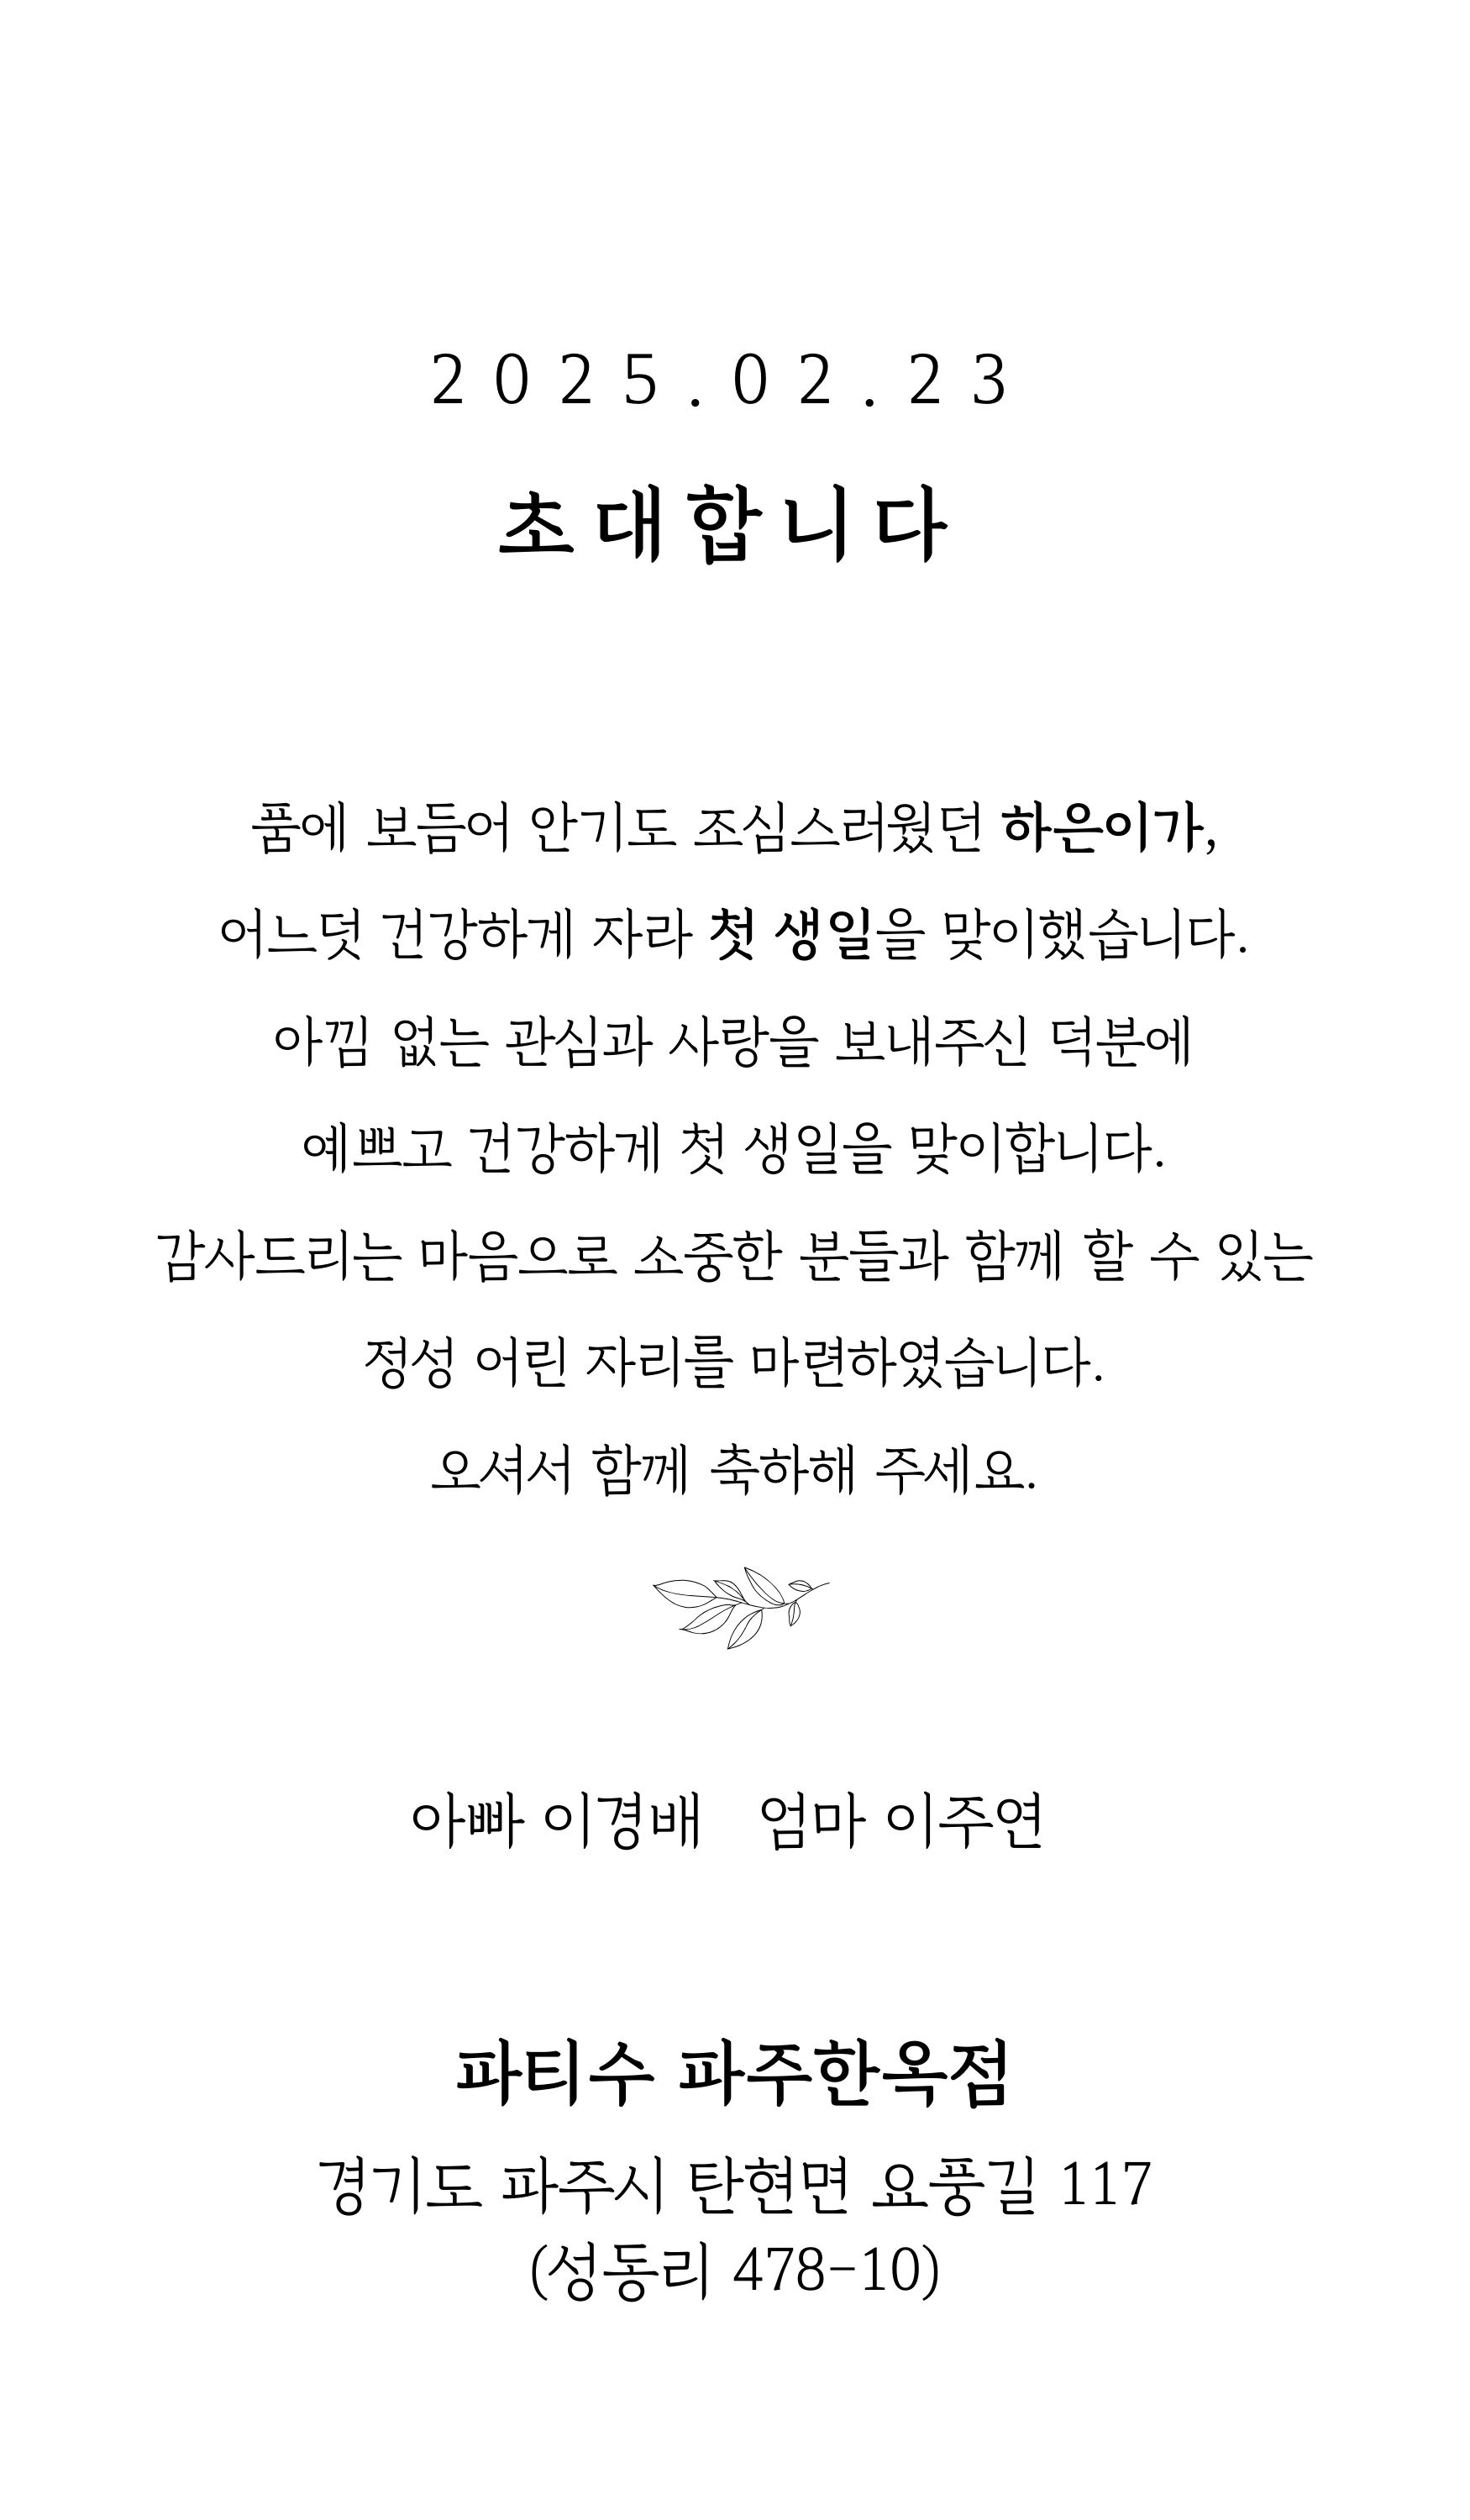 2025.02.23
초대합니다
품에 보듬어 안기도 조심스러웠던 하온이가,
어느덧 건강하게 자라 첫 생일을 맞이했습니다.
아낌 없는 관심과 사랑을 보내주신 덕분에
예쁘고 건강하게 첫 생일을 맞이합니다.
감사드리는 마음으로 소중한 분들과 함께 할 수 있는
정성 어린 자리를 마련하였습니다.
오셔서 함께 축하해 주세요.
아빠 이경배 엄마 이주연
파티수 파주한옥점
경기도 파주시 탄현면 요풍길 117
(성동리 478-10)